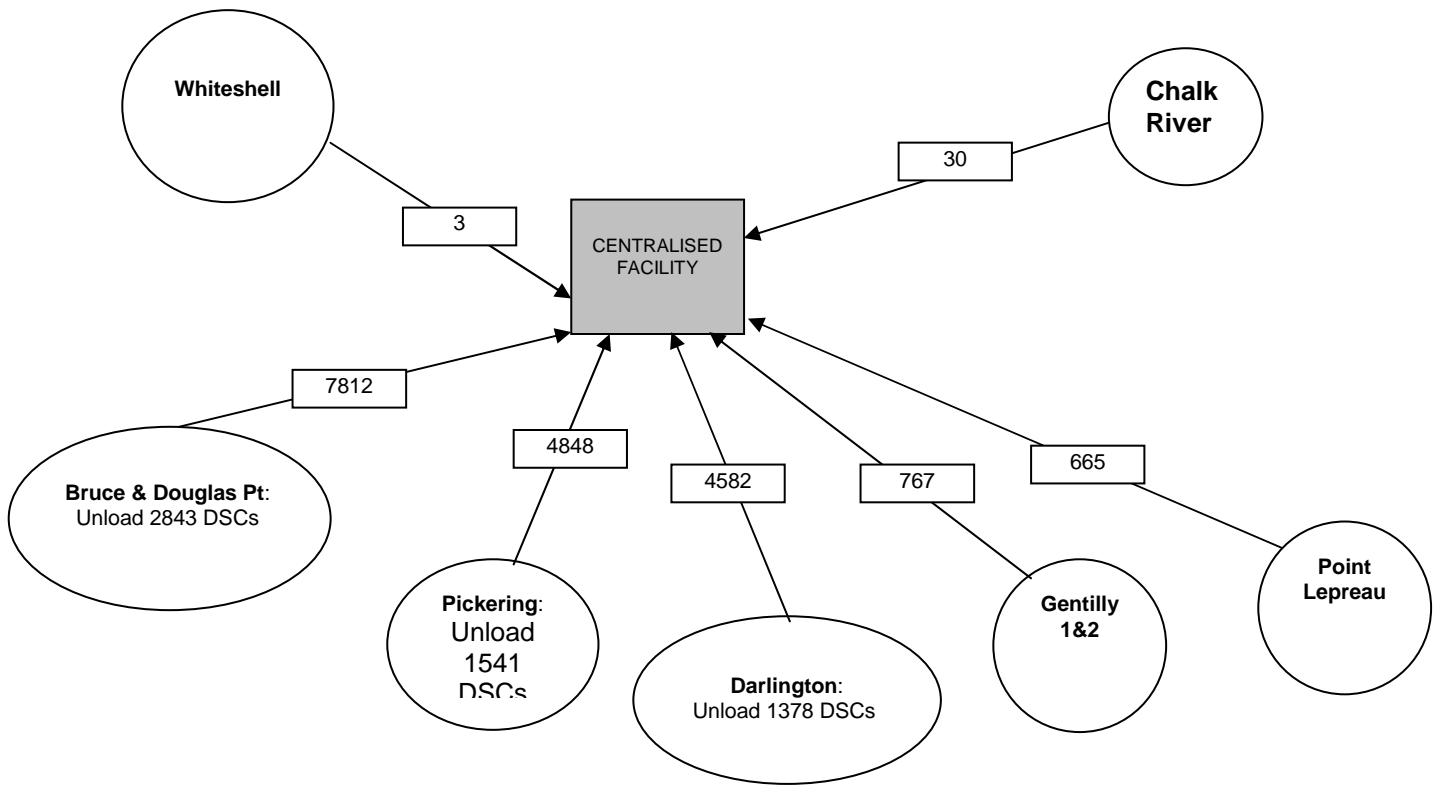 Whiteshell
Chalk
River
30
3
CENTRALISED
FACILITY
7812
4848
4582
767
665
Bruce & Douglas Pt:
Unload 2843 DSCs
Pickering:
Unload
1541
DSCs
Darlington:
Unload 1378 DSCs
Gentilly
1&2
Point
Lepreau